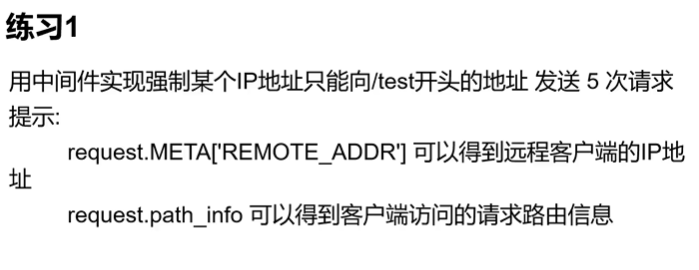 练习1
用中间件实现强制某个IP地址只能向/test开头的地址 发送 5 次请求
提示:
request.META['REMOTE_ADDR'] 可以得到远程客户端的IP地
址
request.path_info 可以得到客户端访问的请求路由信息